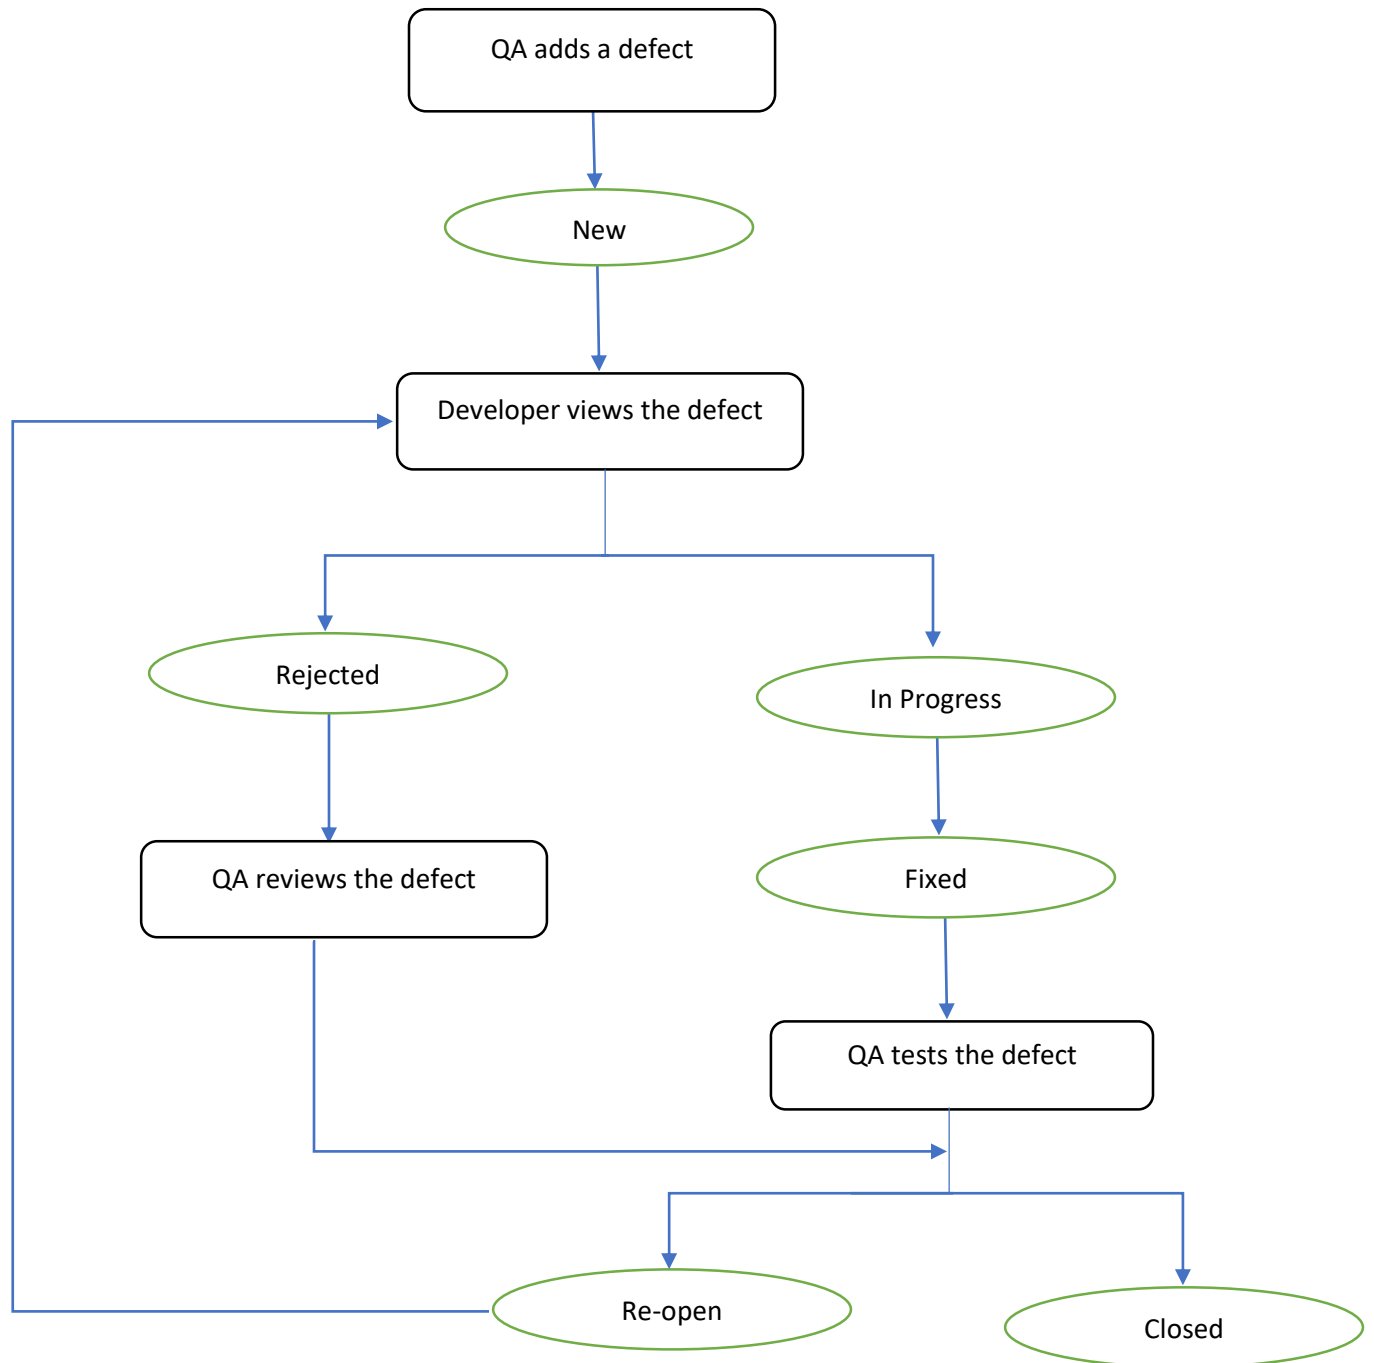 QA adds a defect
New
Developer views the defect
Rejected
In Progress
QA reviews the defect
Fixed
QA tests the defect
Re-open
Closed